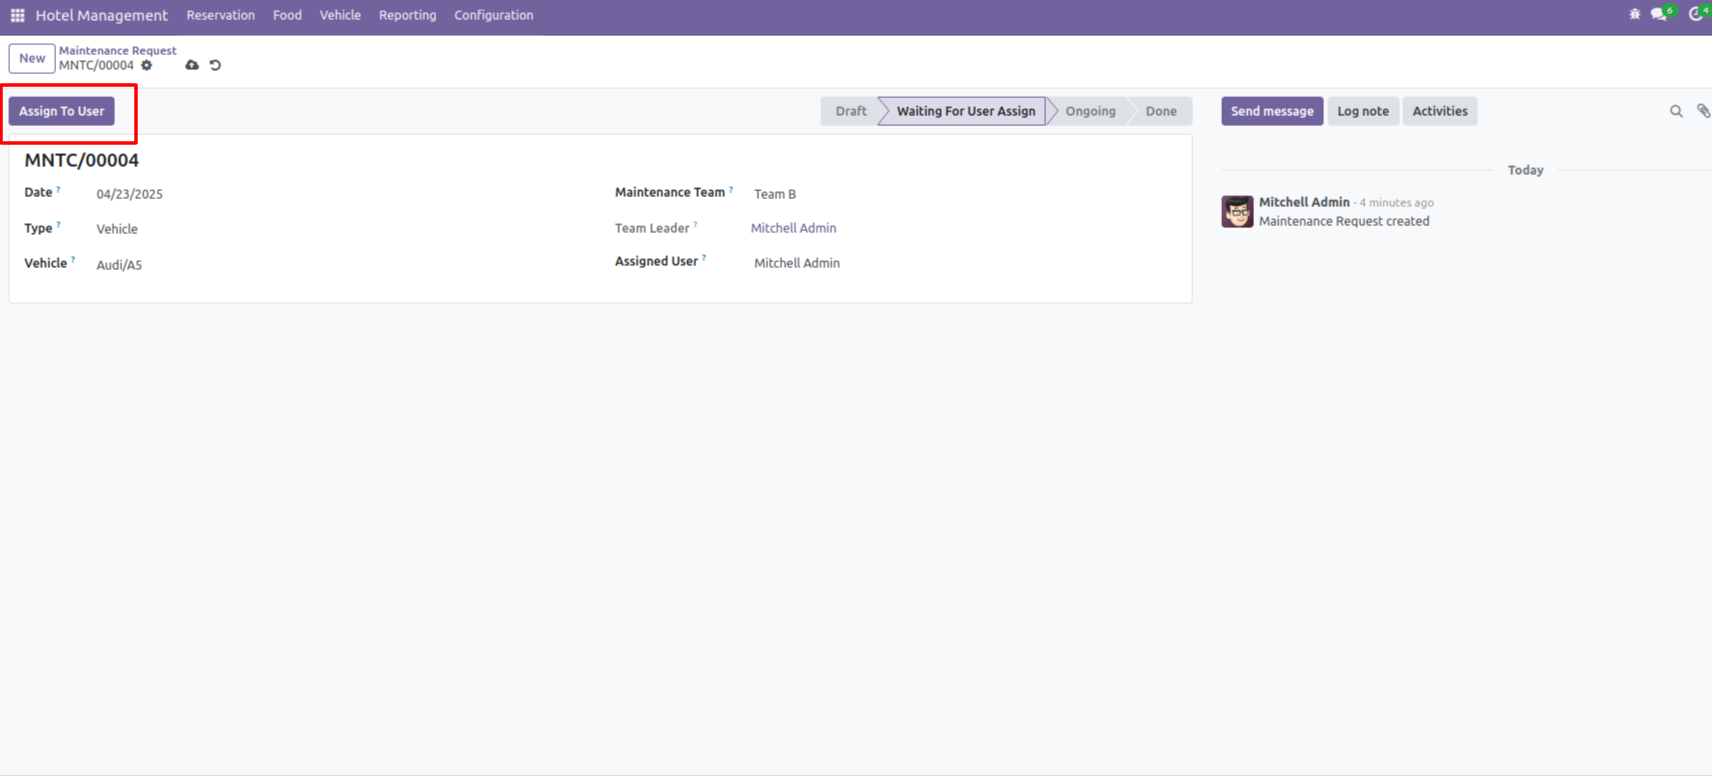 Hotel Management Reservation Food Vehicle Reporting Configuration 6 4
New Maintenance Request
MNTC/00004
Assign To User Draft Waiting For User Assign Ongoing Done Send message Log note Activities
MNTC/00004
Today
Date ? 04/23/2025 Maintenance Team ? Team B
Mitchell Admin - 4 minutes ago
Maintenance Request created
Type ? Vehicle Team Leader ? Mitchell Admin
Vehicle ? Audi/A5 Assigned User ? Mitchell Admin